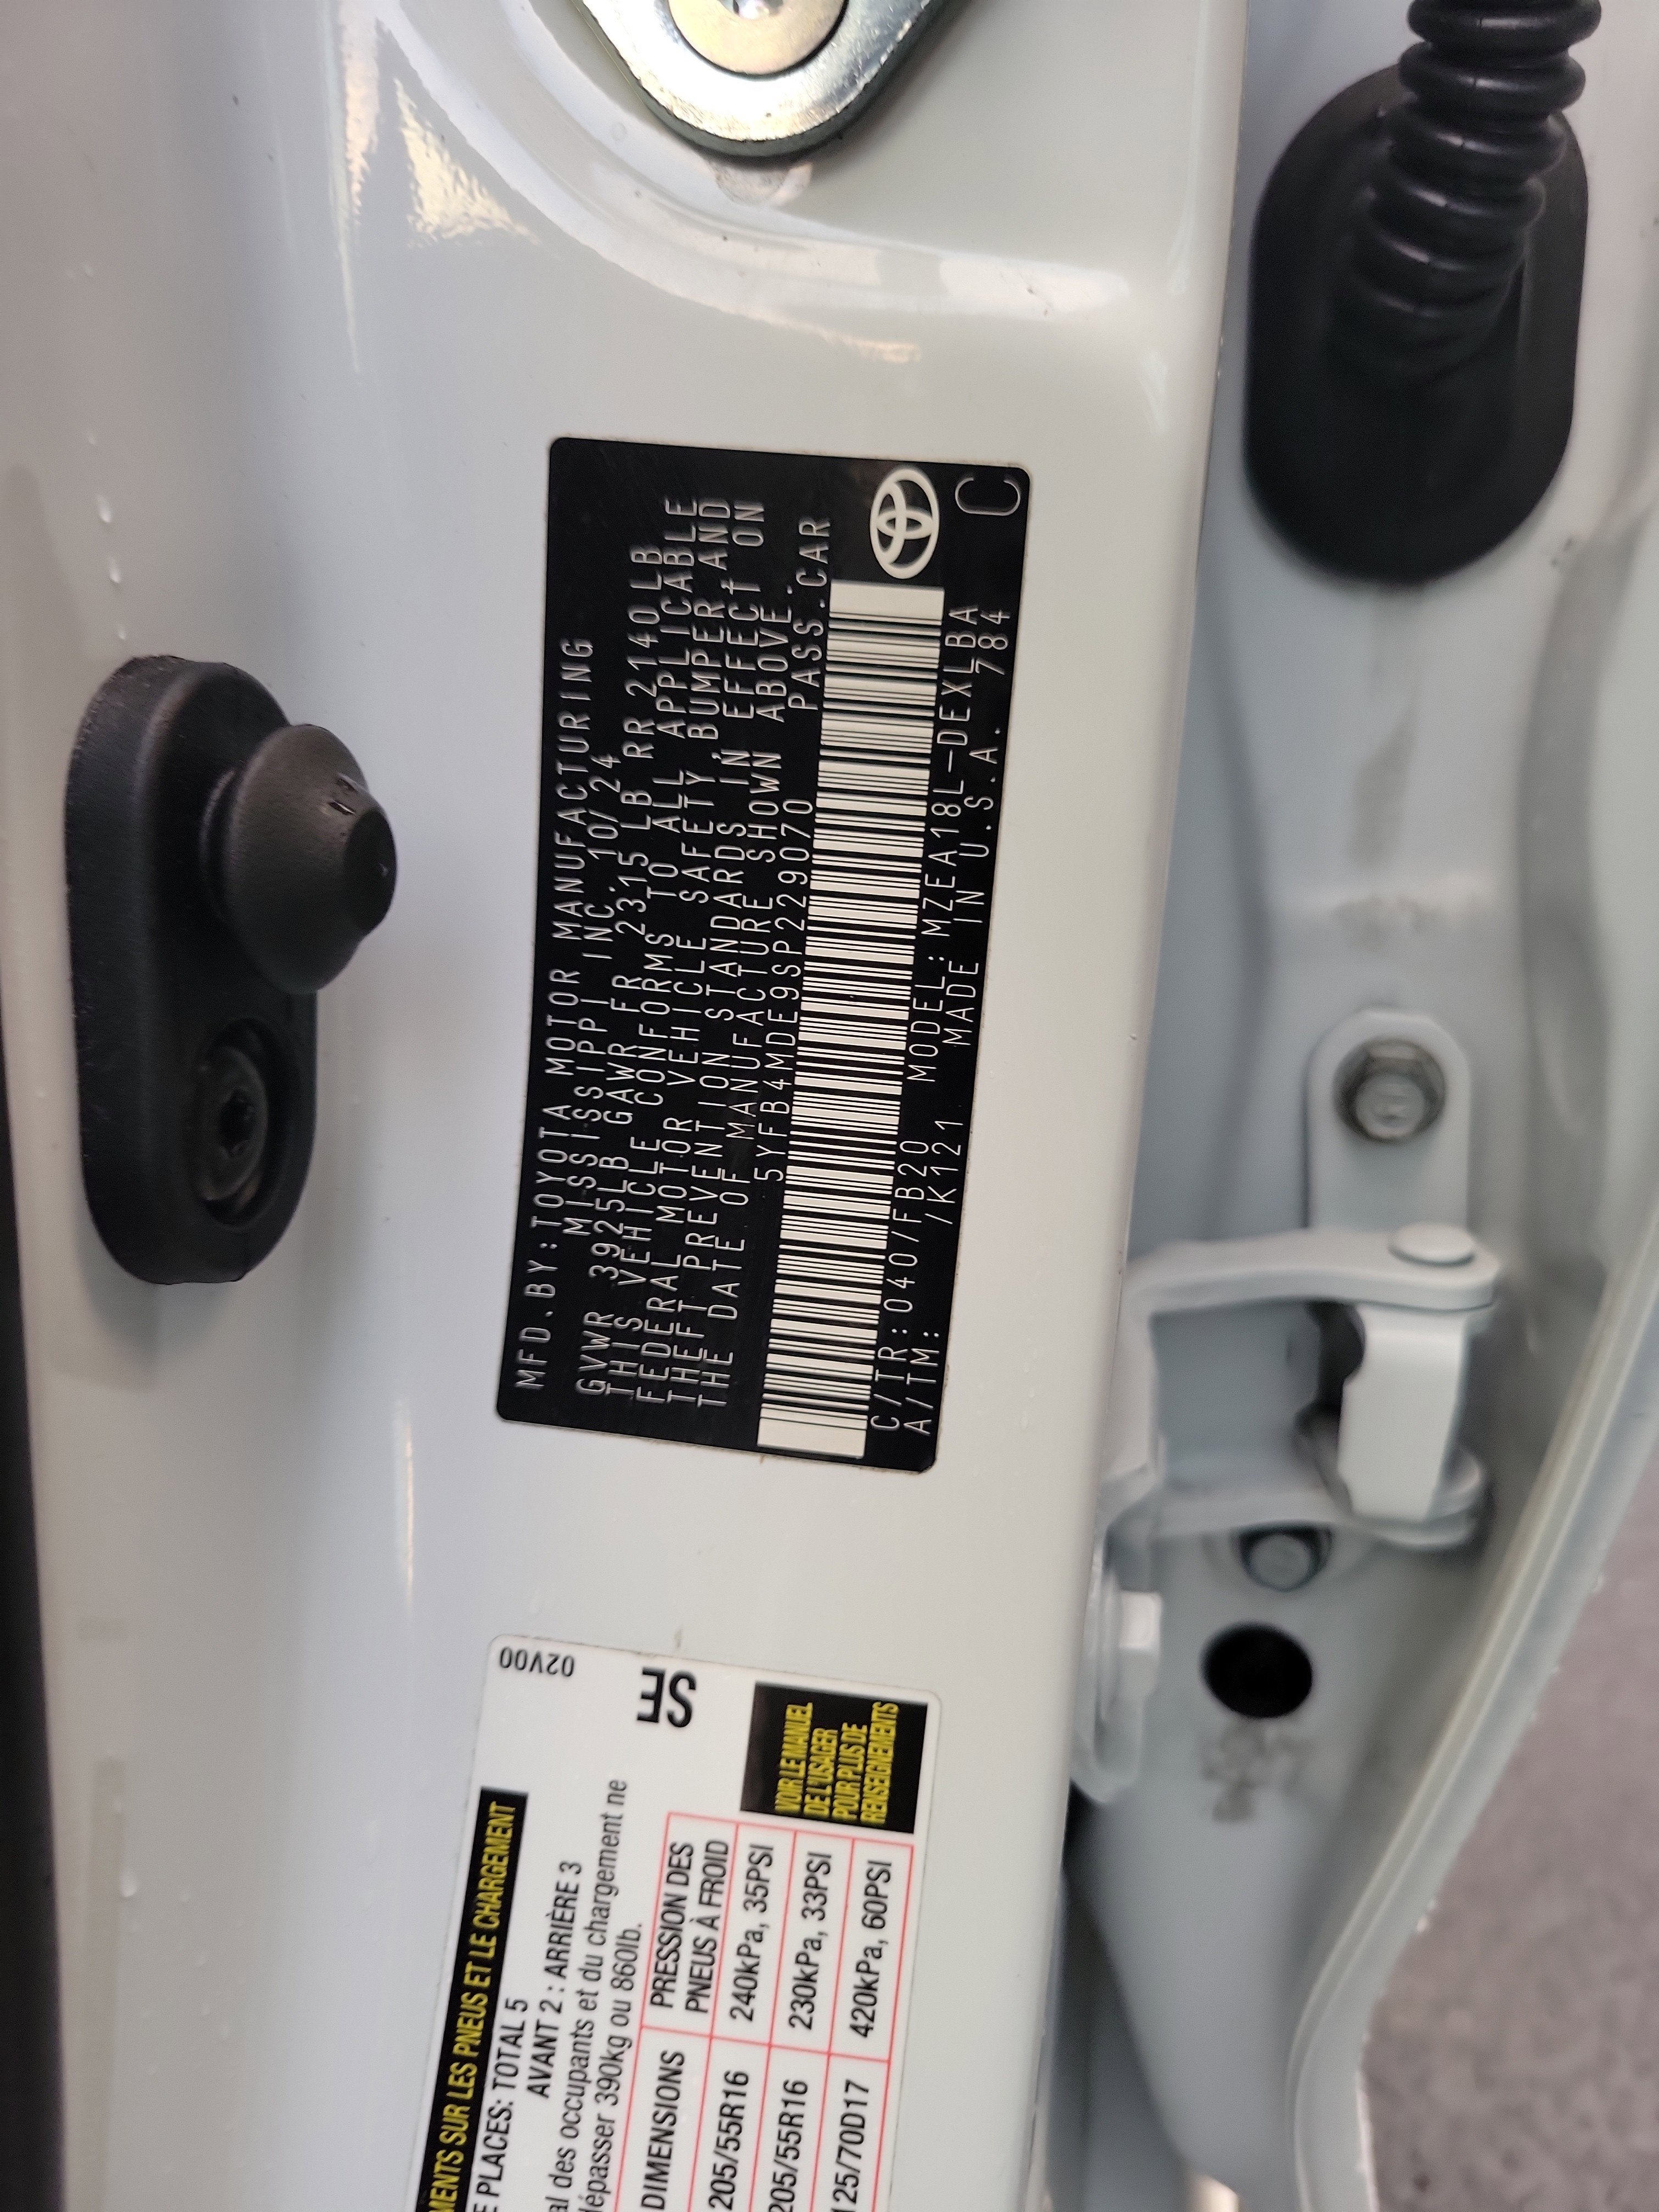 MFD.BY:TOYOTA MOTOR MANUFACTURING
MISSISSIPPI INC. 10/24
GVWR 3925LB GAWR FR 2315 LB RR 2140LB
THIS VEHICLE CONFORMS TO ALL APPLICABLE
FEDERAL MOTOR VEHICLE SAFETY,BUMPER AND
THEFT PREVENTION STANDARDS IN EFFECT ON
THE DATE OF MANUFACTURE SHOWN ABOVE.
5YFB4MDE9SP229070 PASS.CAR
C/TR:040/FB20 MODEL:MZEA18L-DEXLBA
A/TM: /K121 MADE IN U.S.A. 784
C
02V00
SE
MENTS SUR LES PNEUS ET LE CHARGEMENT
E PLACES: TOTAL 5
AVANT 2 : ARRIÈRE 3
al des occupants et du chargement ne
dépasser 390kg ou 860lb.
DIMENSIONS PRESSION DES
PNEUS À FROID
205/55R16 240kPa, 35PSI
205/55R16 230kPa, 33PSI
125/70D17 420kPa, 60PSI
VOIR LE MANUEL
DE L'USAGER
POUR PLUS DE
RENSEIGNEMENTS